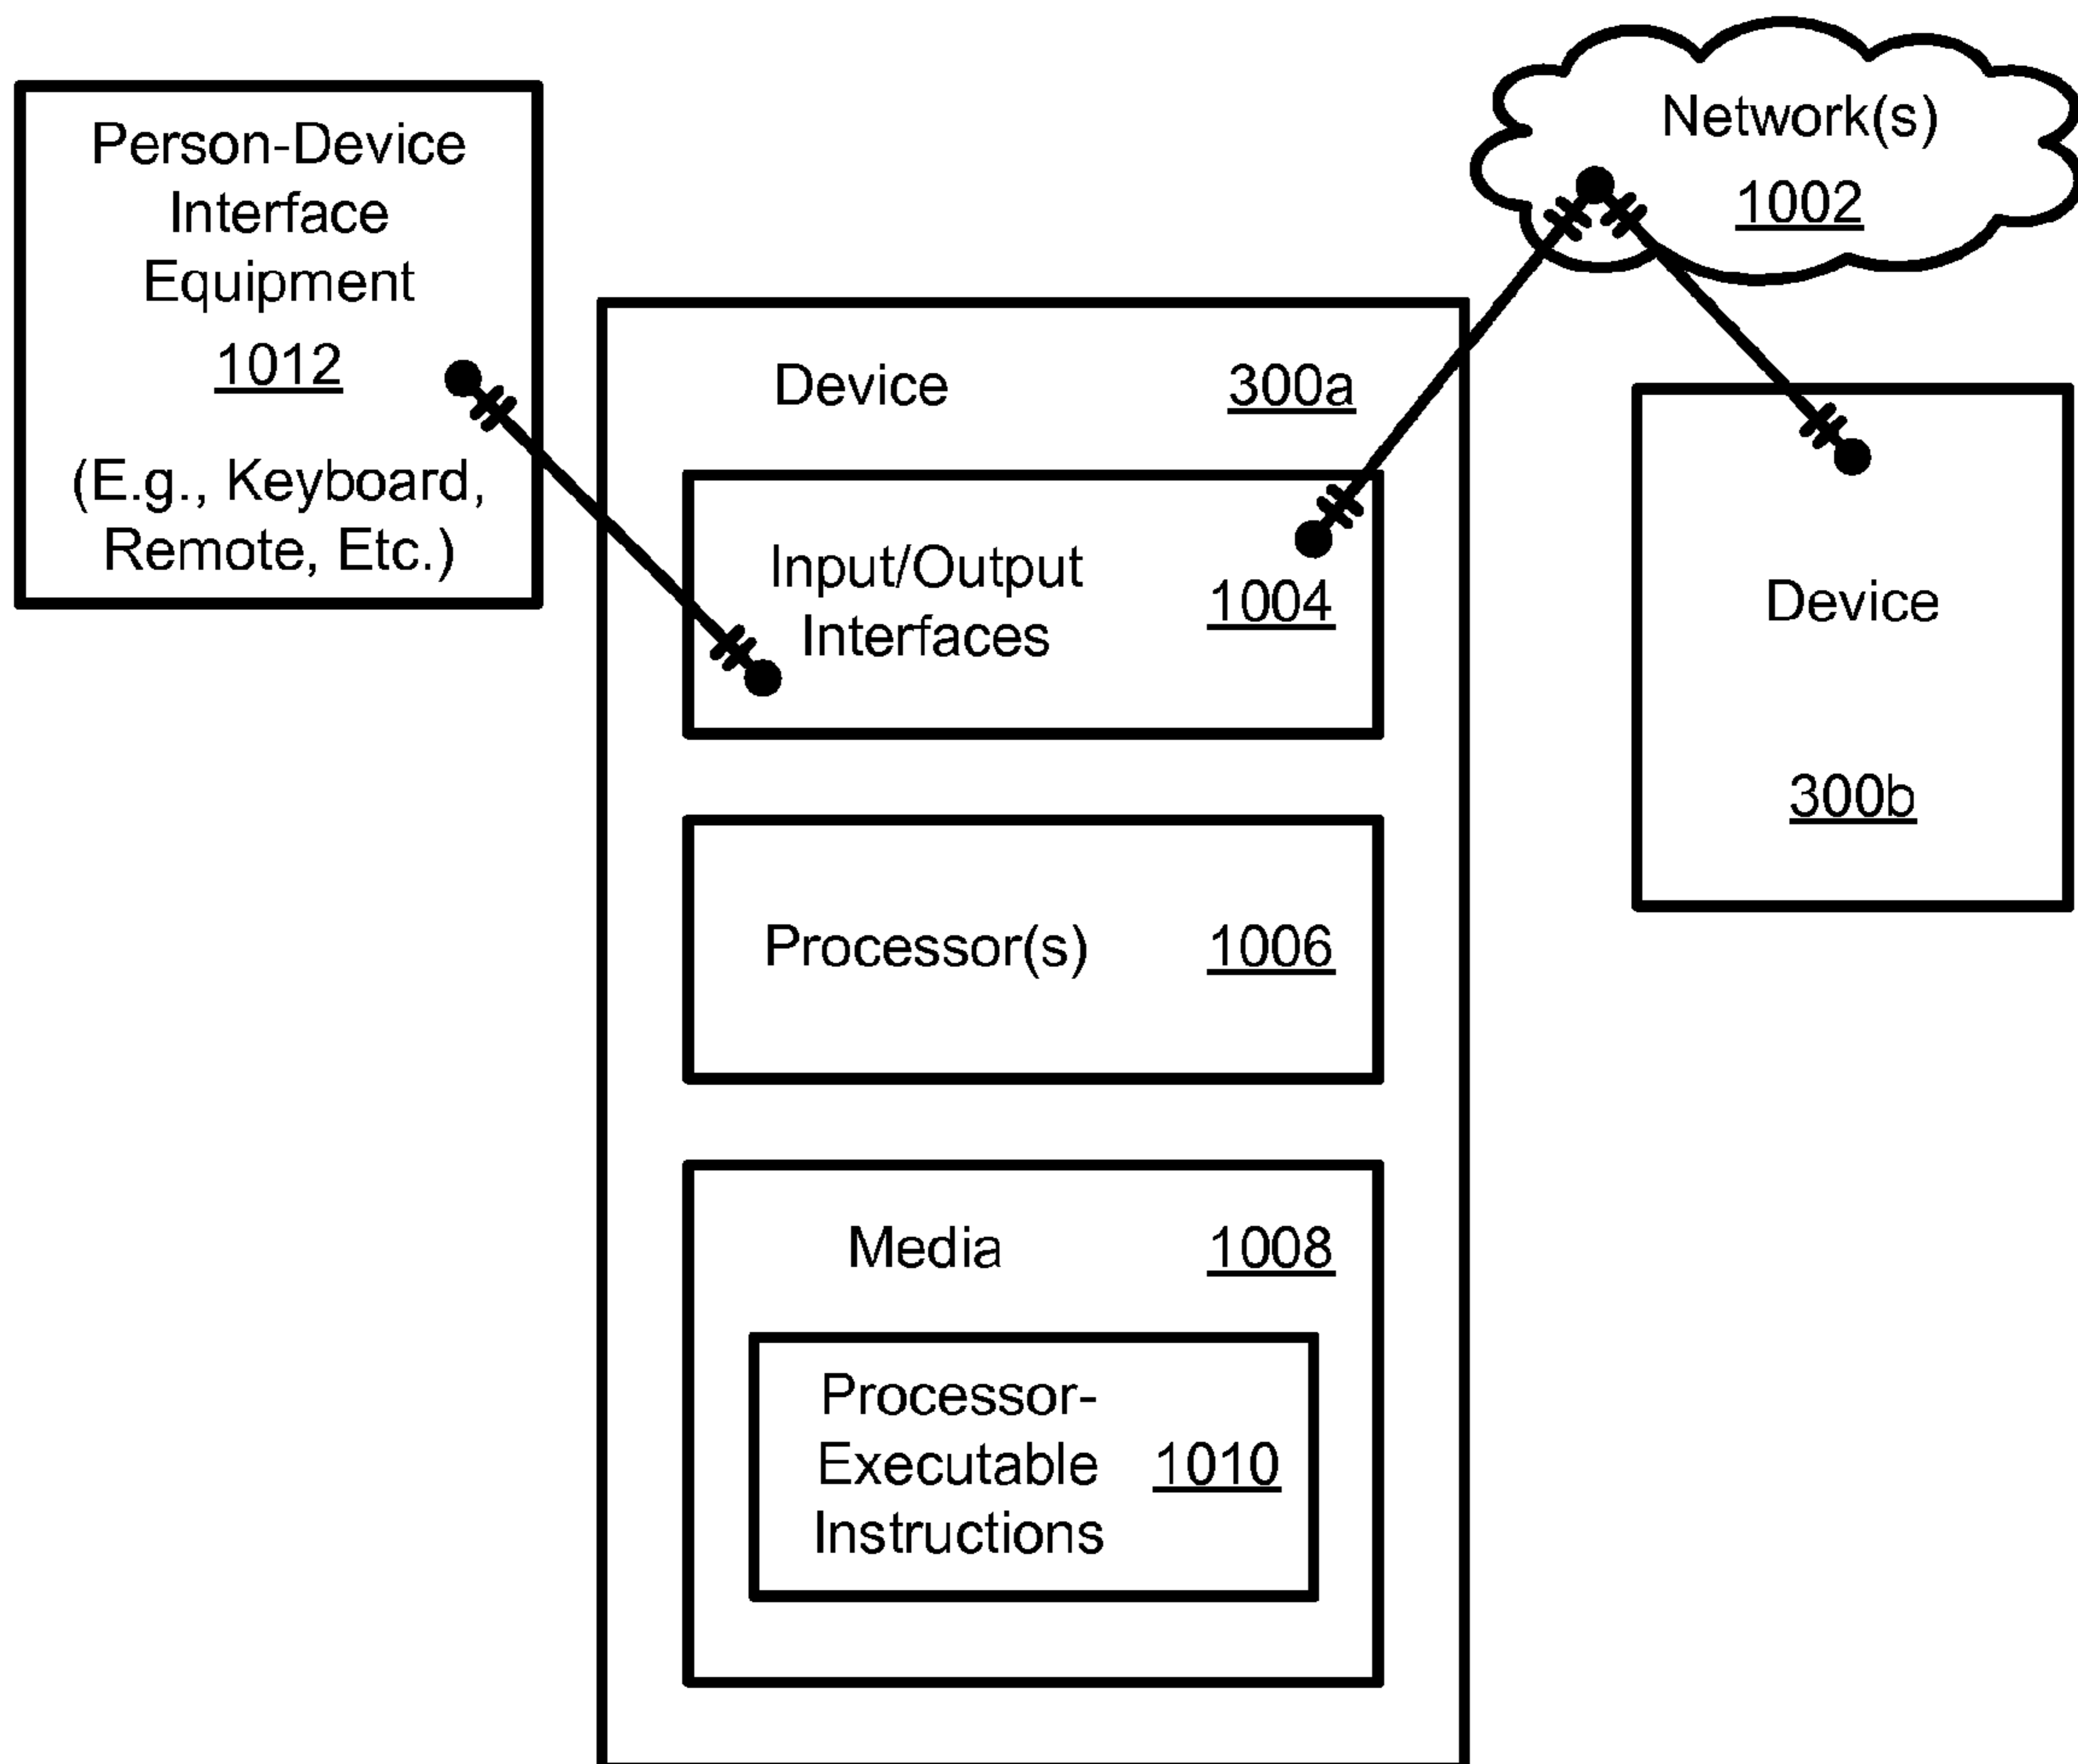 Person-Device
Interface
Equipment
1012
(E.g., Keyboard,
Remote, Etc.)
Network(s)
1002
Device 300a
Input/Output
Interfaces
1004
Device
300b
Processor(s) 1006
Media 1008
Processor-
Executable
Instructions
1010